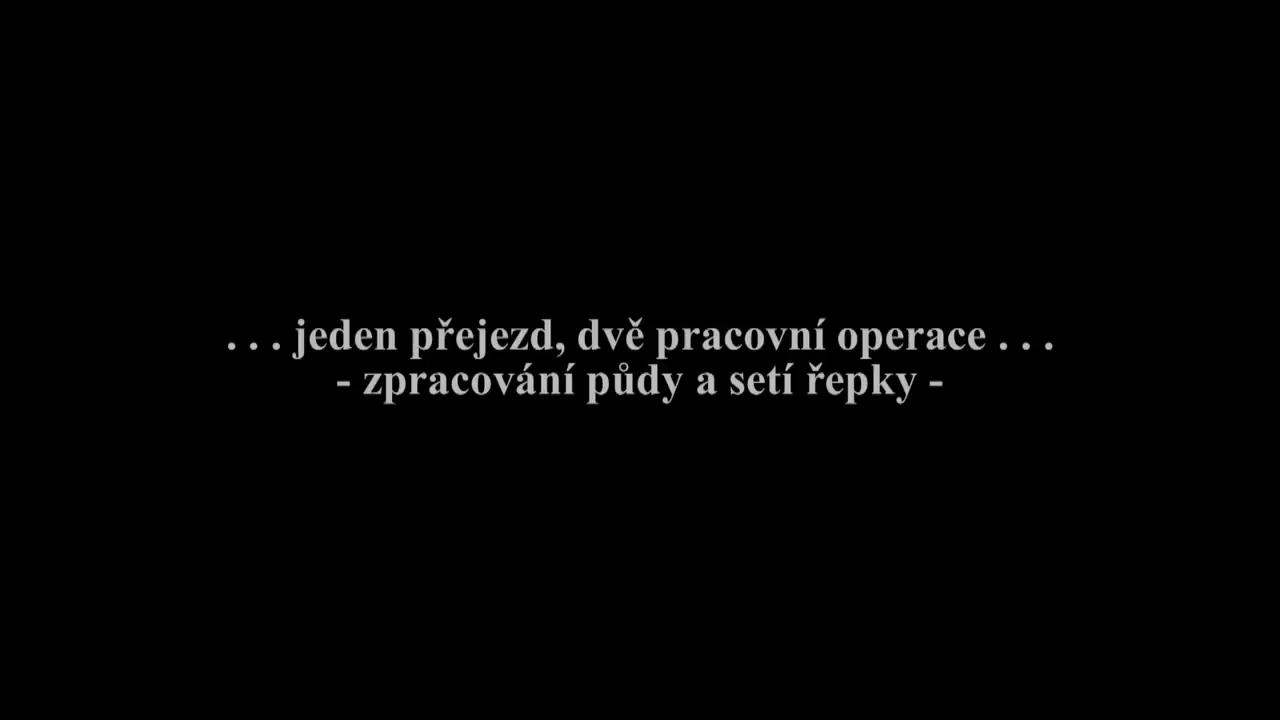 . . . jeden přejezd, dvě pracovní operace . . .
- zpracování půdy a setí řepky -